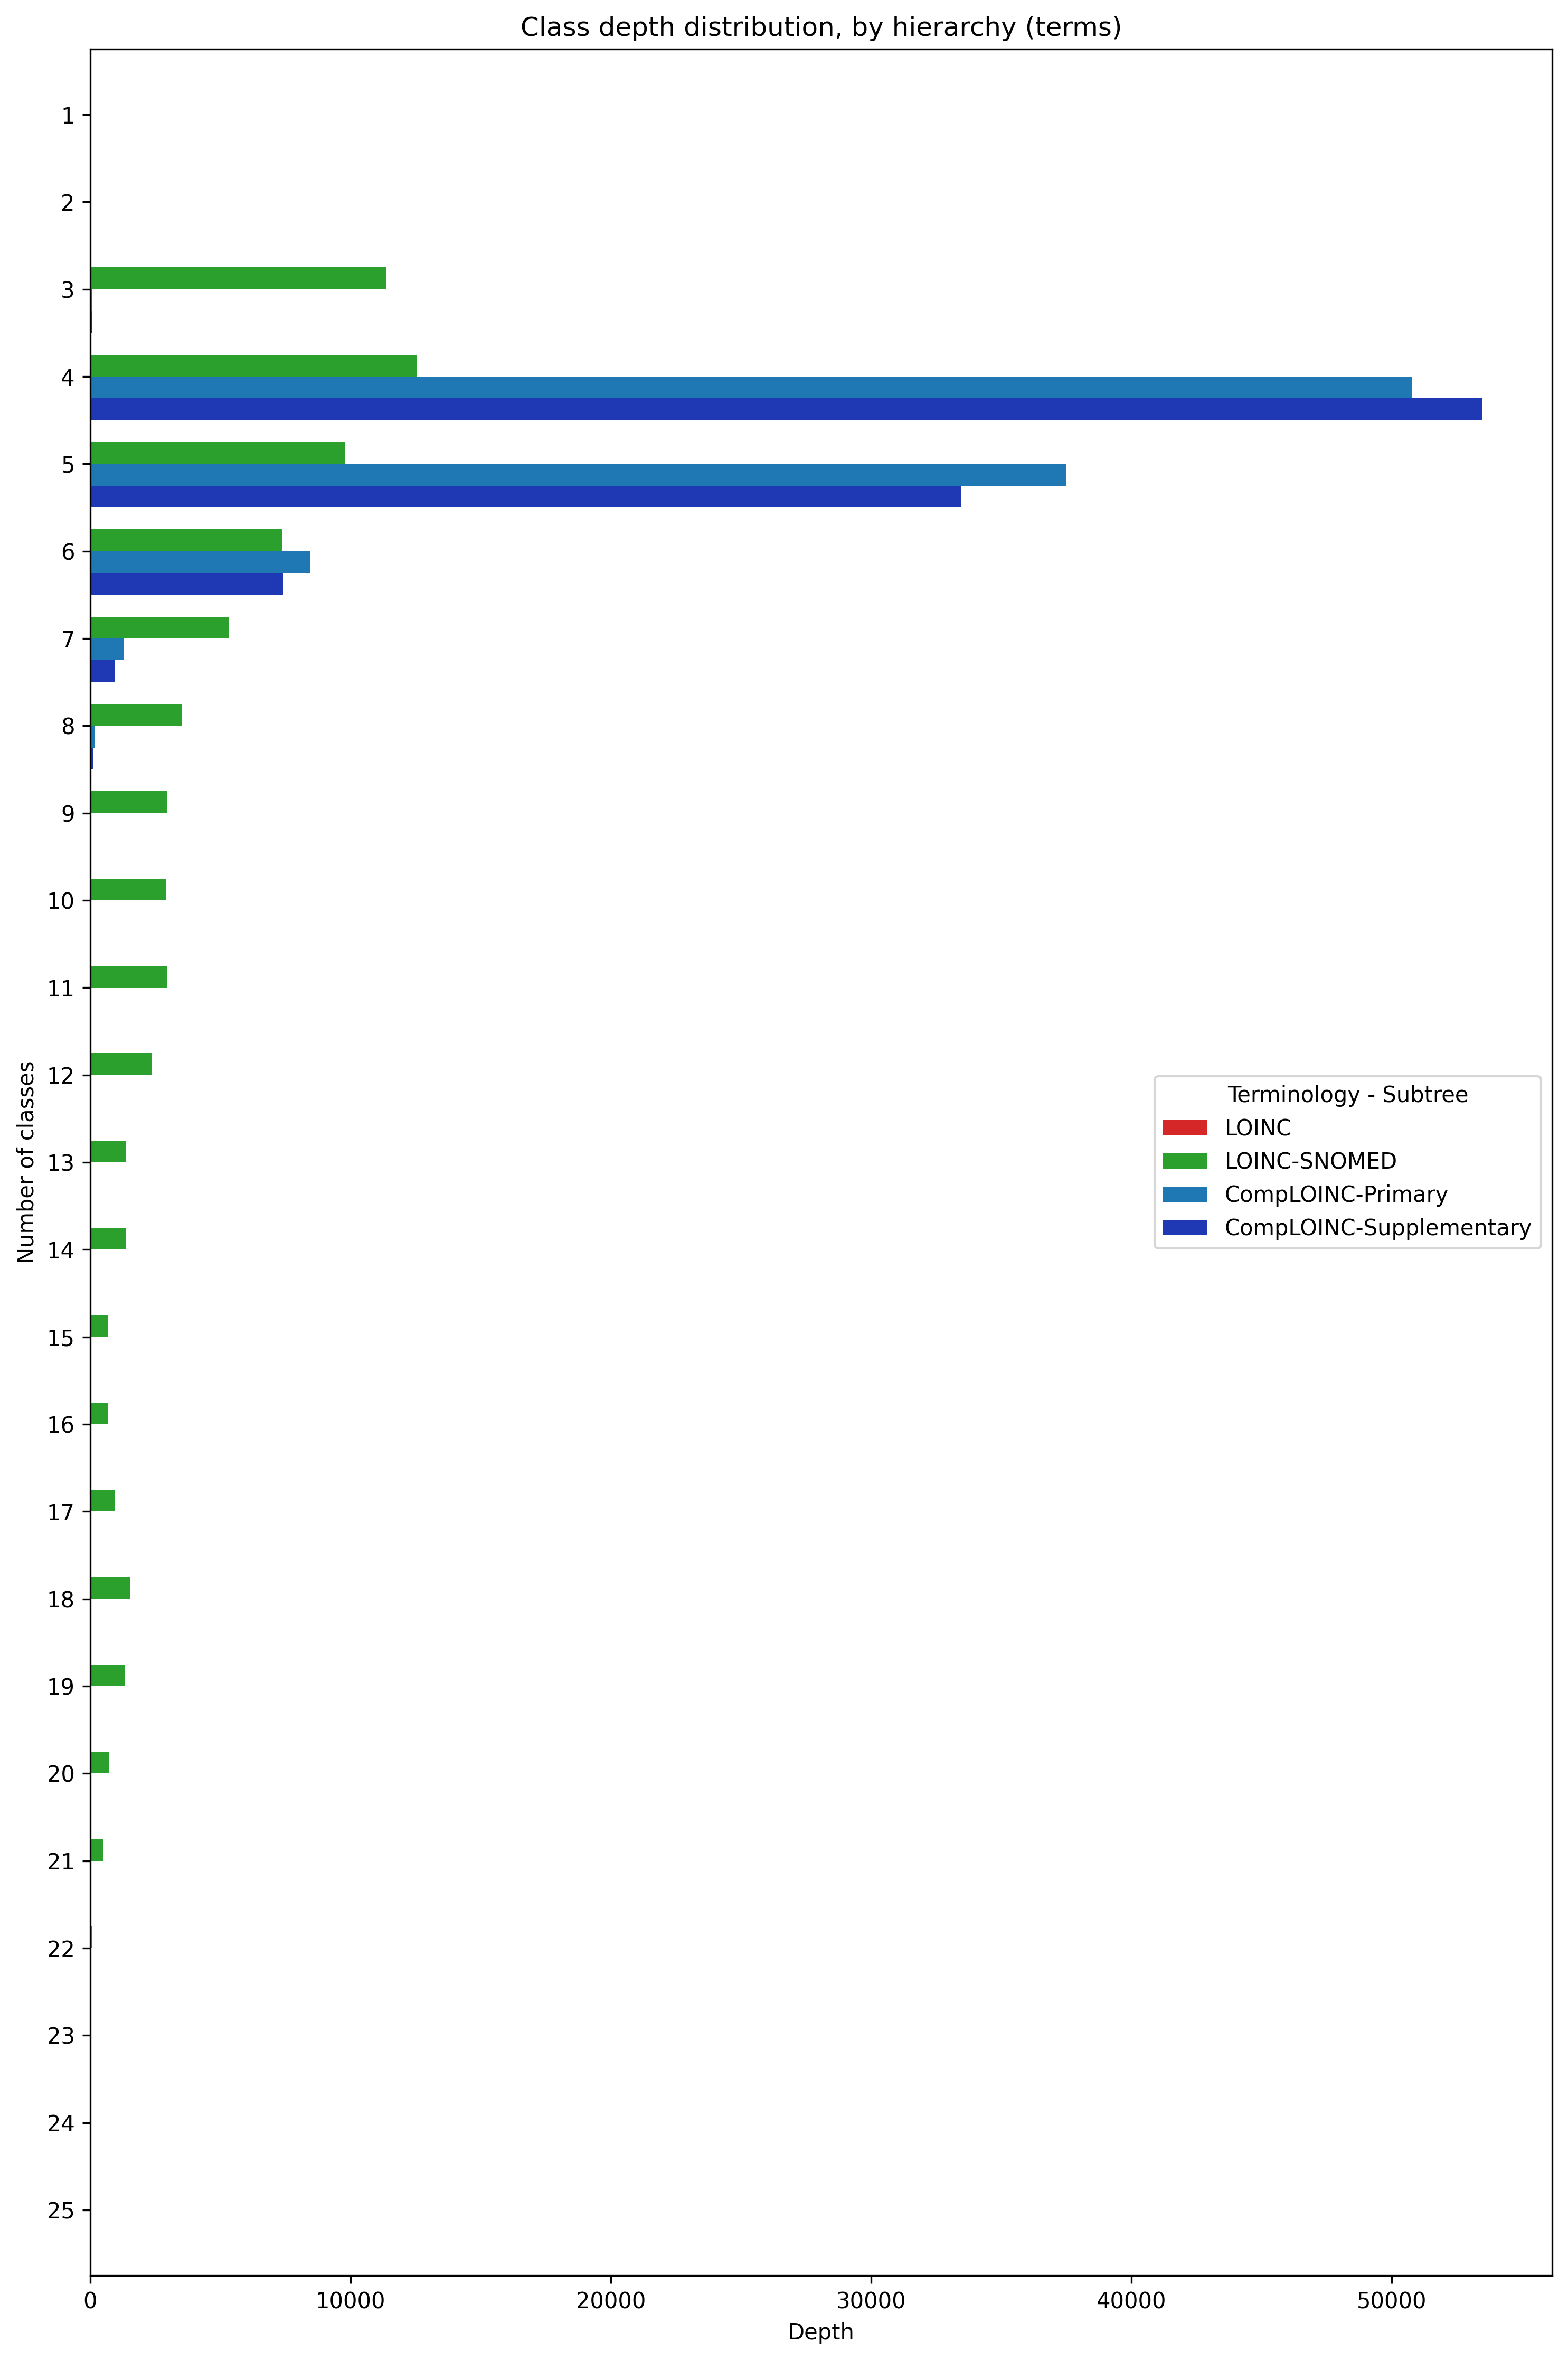 Class depth distribution, by hierarchy (terms)
1
2
3
4
5
6
7
8
9
10
11
12
13
14
15
16
17
18
19
20
21
22
23
24
25
Number of classes
Terminology - Subtree
LOINC
LOINC-SNOMED
CompLOINC-Primary
CompLOINC-Supplementary
0 10000 20000 30000 40000 50000
Depth